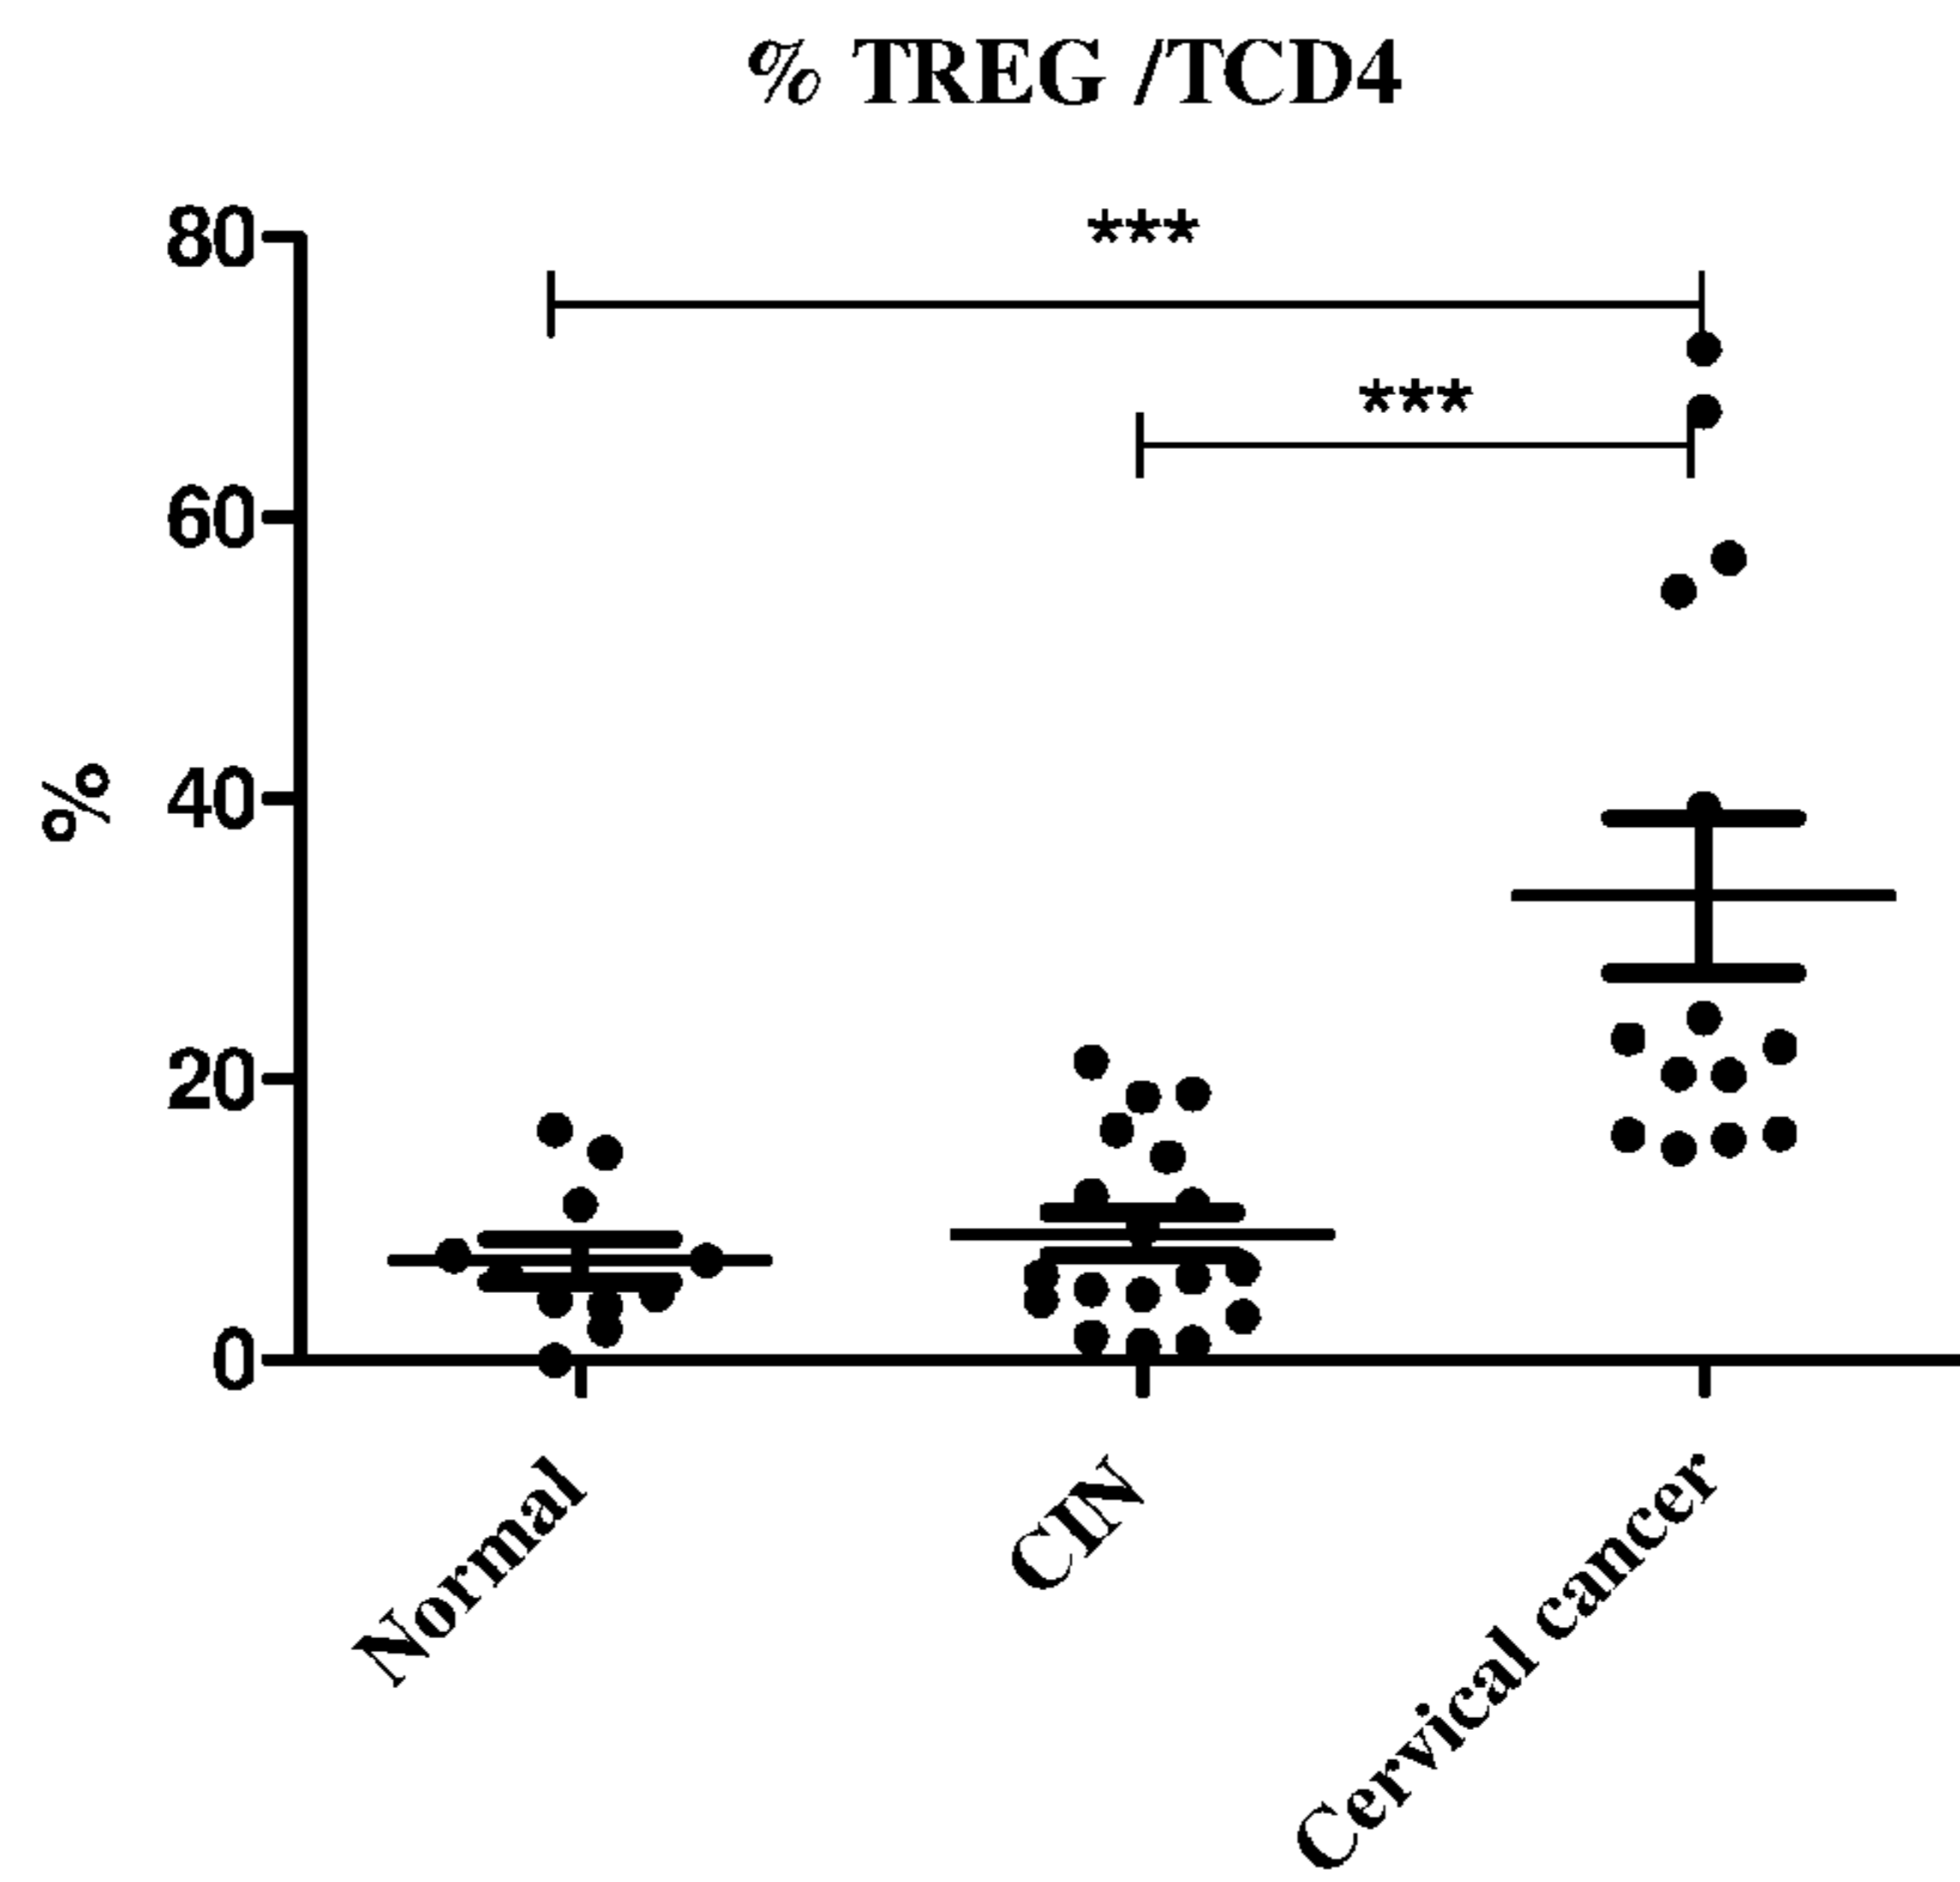 % TREG /TCD4
80
***
***
60
%
40
20
0
Normal
CIN
Cervical cancer